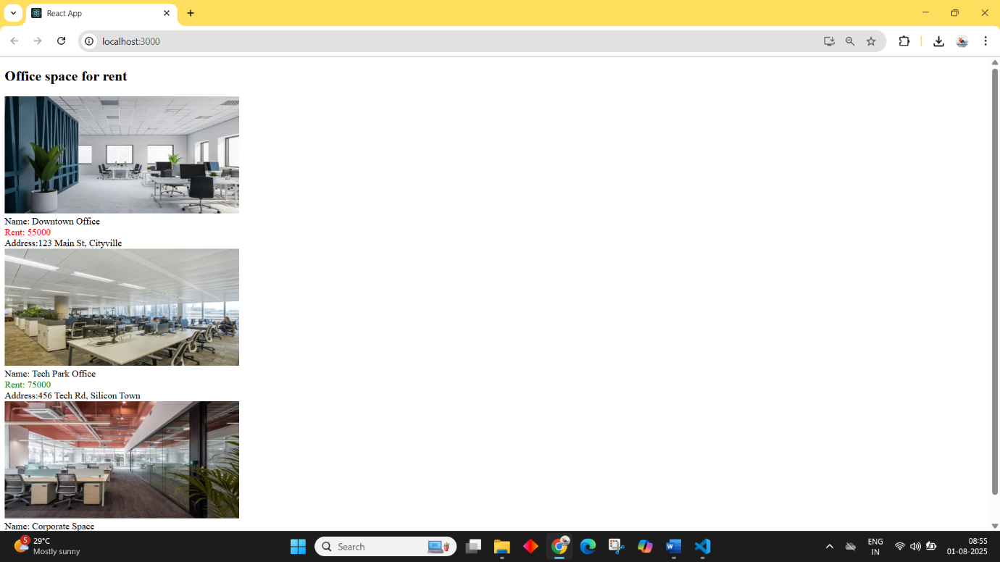 React App
localhost:3000
Office space for rent
Name: Downtown Office
Rent: 55000
Address:123 Main St, Cityville
Name: Tech Park Office
Rent: 75000
Address:456 Tech Rd, Silicon Town
Name: Corporate Space
5
29°C
Mostly sunny
Search
W
ENG
IN
08:55
01-08-2025